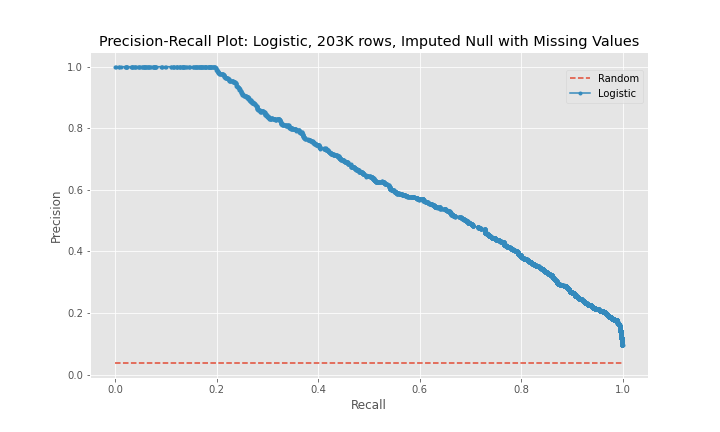 Precision-Recall Plot: Logistic, 203K rows, Imputed Null with Missing Values
1.0
0.8
0.6
0.4
0.2
0.0
Precision
Random
Logistic
0.0 0.2 0.4 0.6 0.8 1.0
Recall